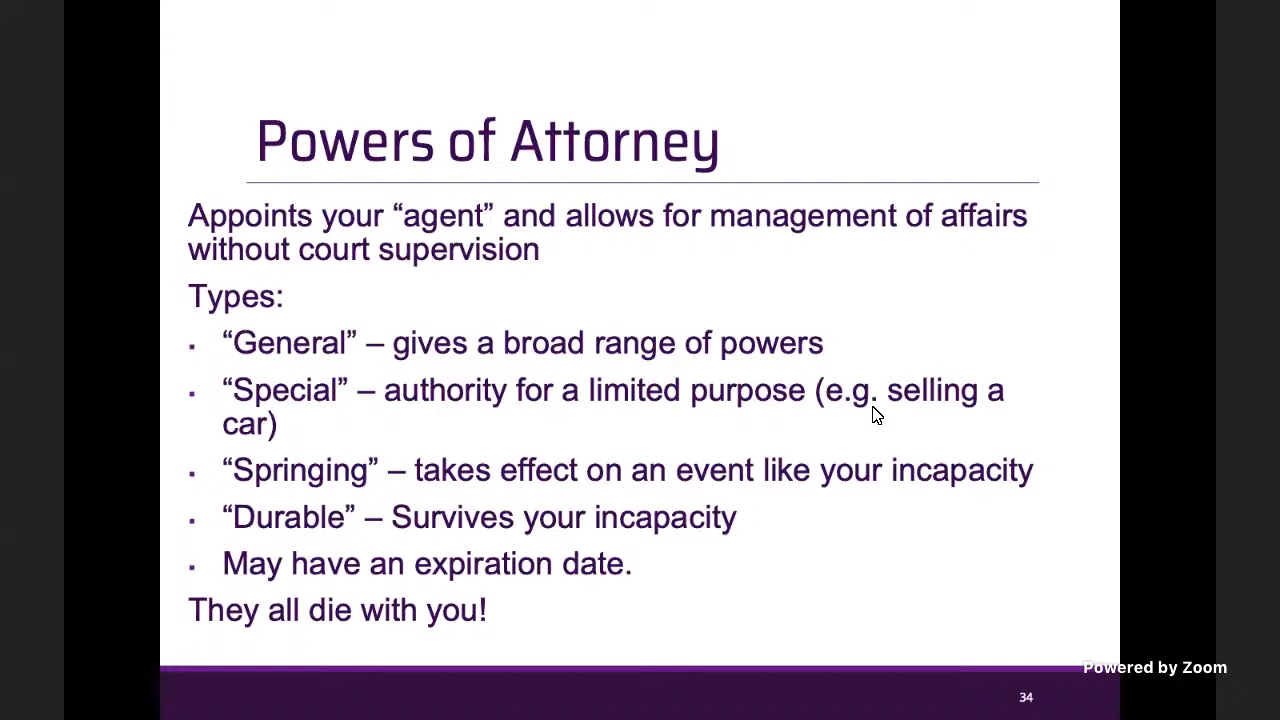 Powers of Attorney
Appoints your “agent” and allows for management of affairs
without court supervision
Types:
▪ “General” – gives a broad range of powers
▪ “Special” – authority for a limited purpose (e.g. selling a
car)
▪ “Springing” – takes effect on an event like your incapacity
▪ “Durable” – Survives your incapacity
▪ May have an expiration date.
They all die with you!
Powered by Zoom
34